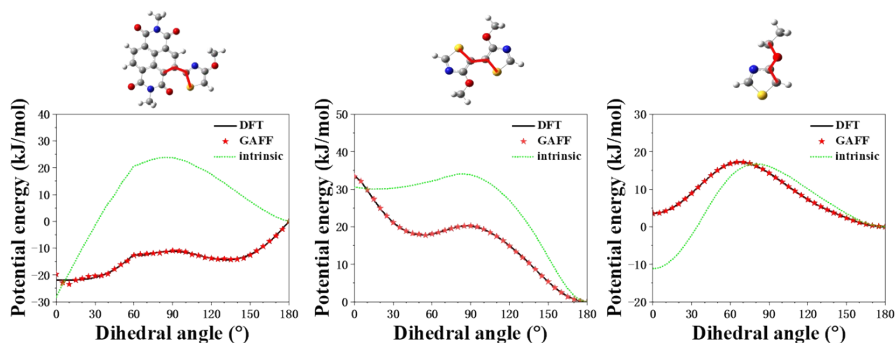 Potential energy (kJ/mol)
40
30
20
10
0
−10
−20
−30
DFT
GAFF
intrinsic
0 30 60 90 120 150 180
Dihedral angle (°)
Potential energy (kJ/mol)
50
40
30
20
10
0
DFT
GAFF
intrinsic
0 30 60 90 120 150 180
Dihedral angle (°)
Potential energy (kJ/mol)
30
20
10
0
−10
−20
DFT
GAFF
intrinsic
0 30 60 90 120 150 180
Dihedral angle (°)